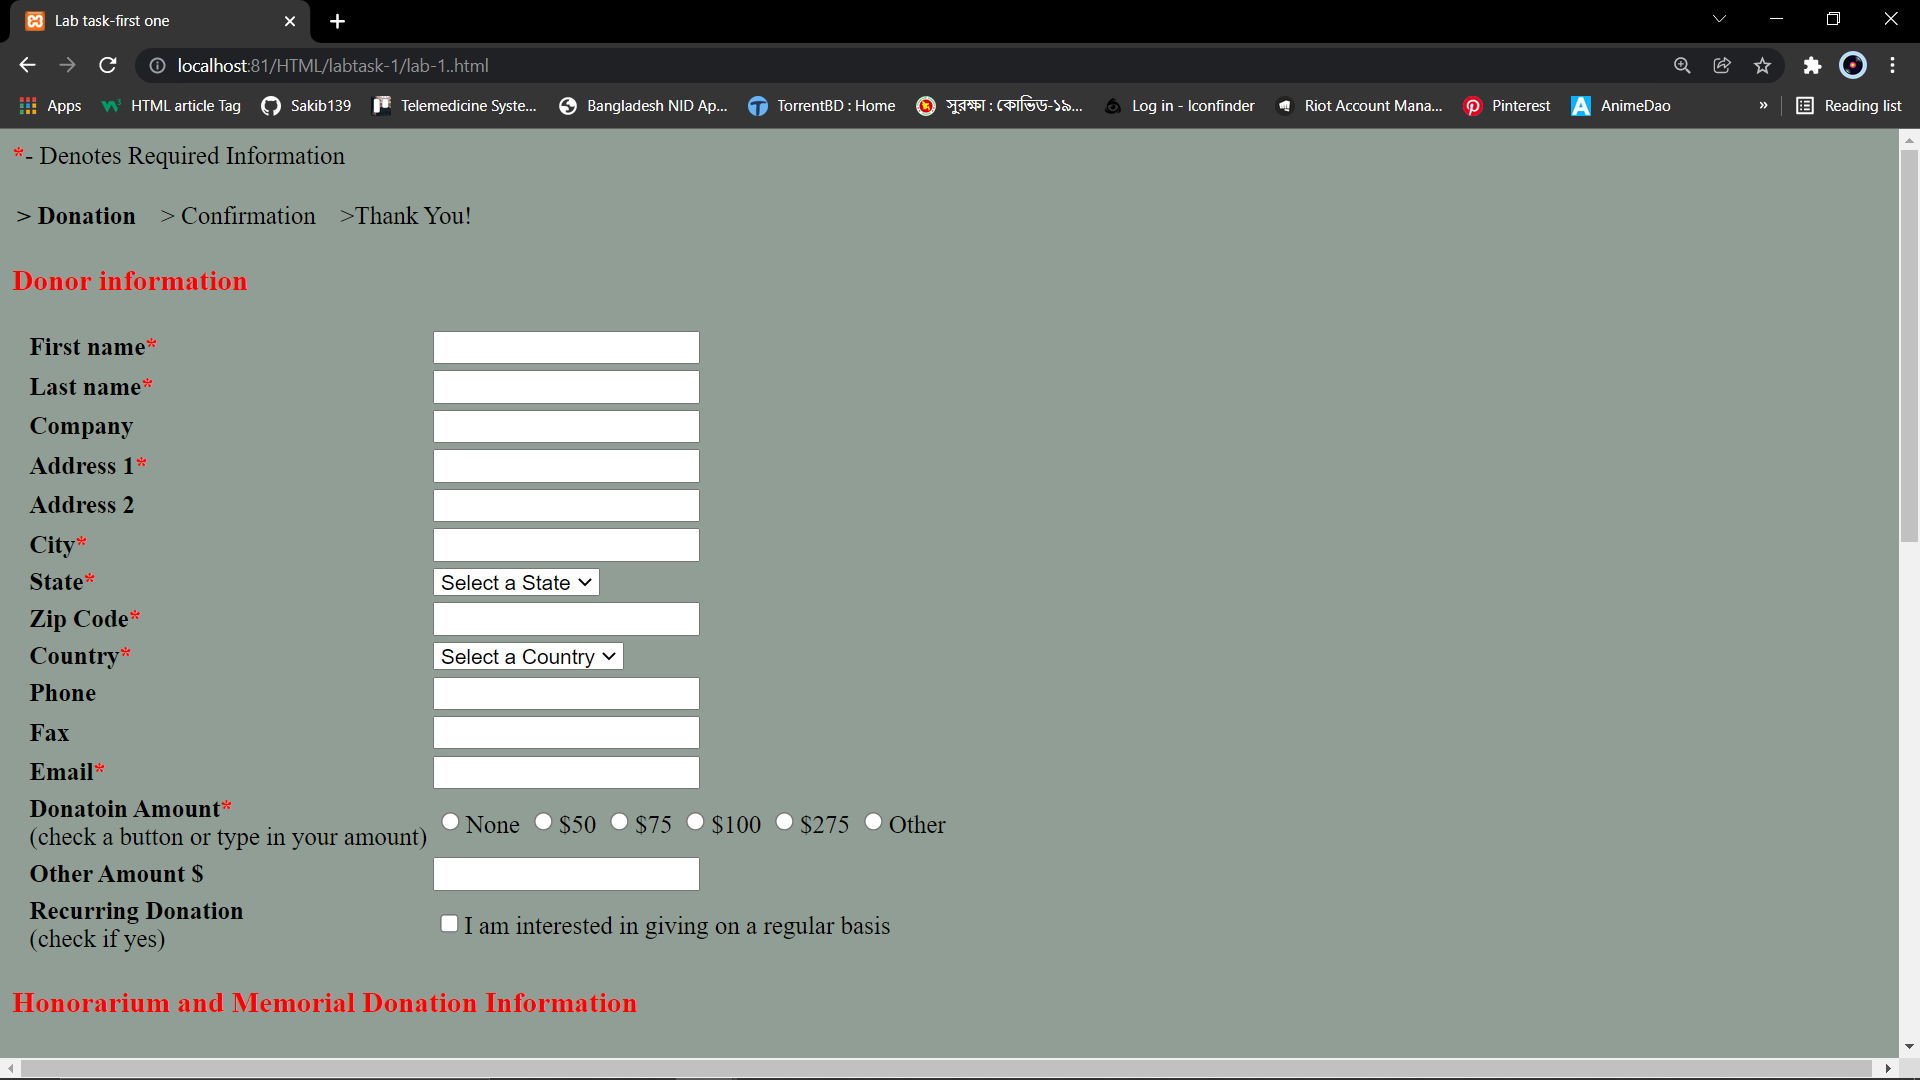 Lab task-first one
localhost:81/HTML/labtask-1/lab-1..html
Apps HTML article Tag Sakib139 Telemedicine Syste... Bangladesh NID Ap... TorrentBD : Home সুরক্ষা : কোভিড-১৯... Log in - Iconfinder Riot Account Mana... Pinterest AnimeDao » Reading list
*- Denotes Required Information
> Donation > Confirmation >Thank You!
Donor information
First name*
Last name*
Company
Address 1*
Address 2
City*
State* Select a State
Zip Code*
Country* Select a Country
Phone
Fax
Email*
Donatoin Amount*
(check a button or type in your amount) None $50 $75 $100 $275 Other
Other Amount $
Recurring Donation
(check if yes) I am interested in giving on a regular basis
Honorarium and Memorial Donation Information